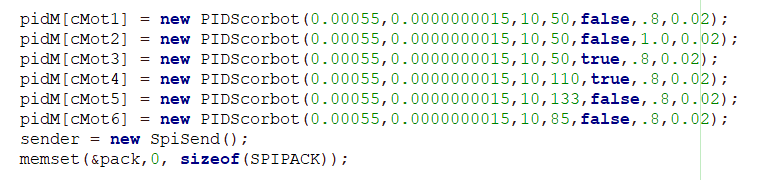 pidM[cMot1] = new PIDScorbot(0.00055,0.0000000015,10,50,false,.8,0.02);
pidM[cMot2] = new PIDScorbot(0.00055,0.0000000015,10,50,false,1.0,0.02);
pidM[cMot3] = new PIDScorbot(0.00055,0.0000000015,10,50,true,.8,0.02);
pidM[cMot4] = new PIDScorbot(0.00055,0.0000000015,10,110,true,.8,0.02);
pidM[cMot5] = new PIDScorbot(0.00055,0.0000000015,10,133,false,.8,0.02);
pidM[cMot6] = new PIDScorbot(0.00055,0.0000000015,10,85,false,.8,0.02);
sender = new SpiSend();
memset(&pack,0, sizeof(SPIPACK));